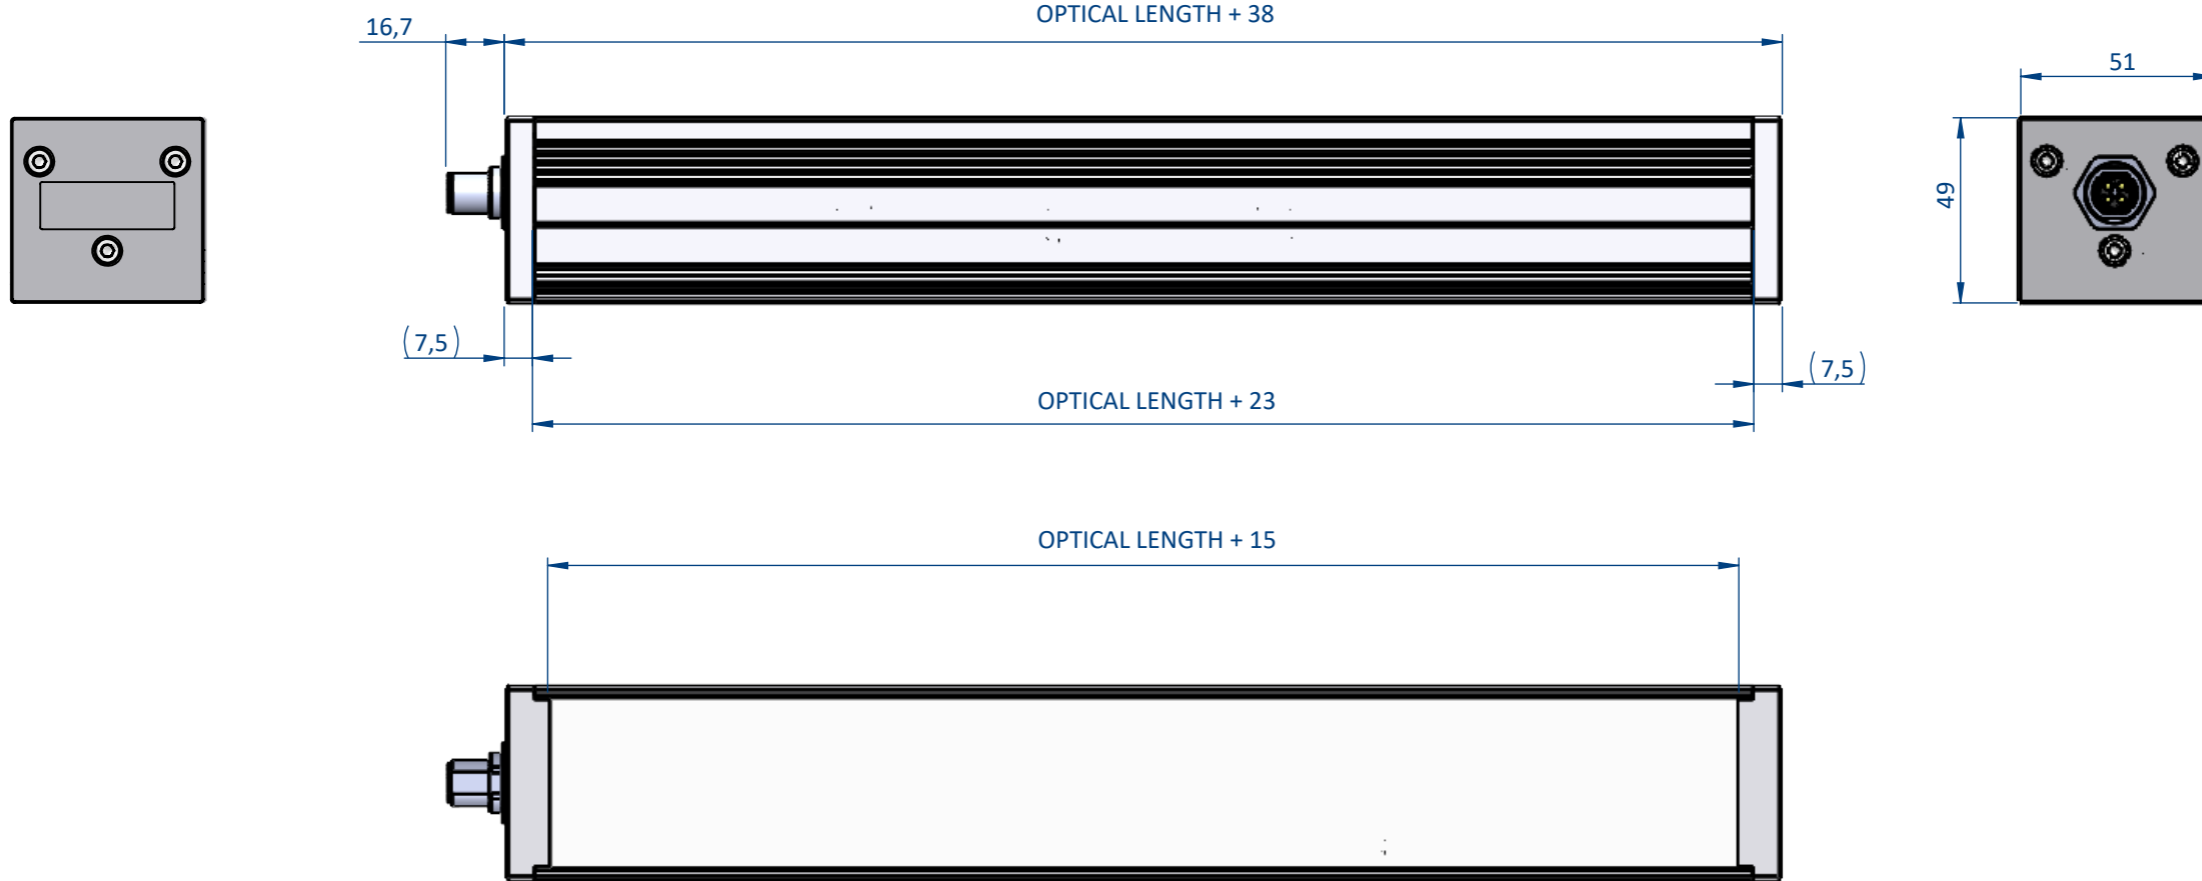 OPTICAL LENGTH + 38
16,7
51
49
(7,5)
(7,5)
OPTICAL LENGTH + 23
OPTICAL LENGTH + 15